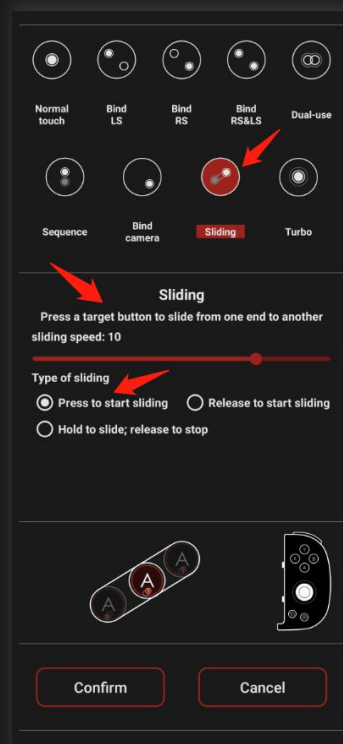 Normal touch
Bind LS
Bind RS
Bind RS&LS
Dual-use
Sequence
Bind camera
Sliding
Turbo
Sliding
Press a target button to slide from one end to another
sliding speed: 10
Type of sliding
Press to start sliding
Release to start sliding
Hold to slide; release to stop
A
A
A
Y
B
A
Confirm
Cancel